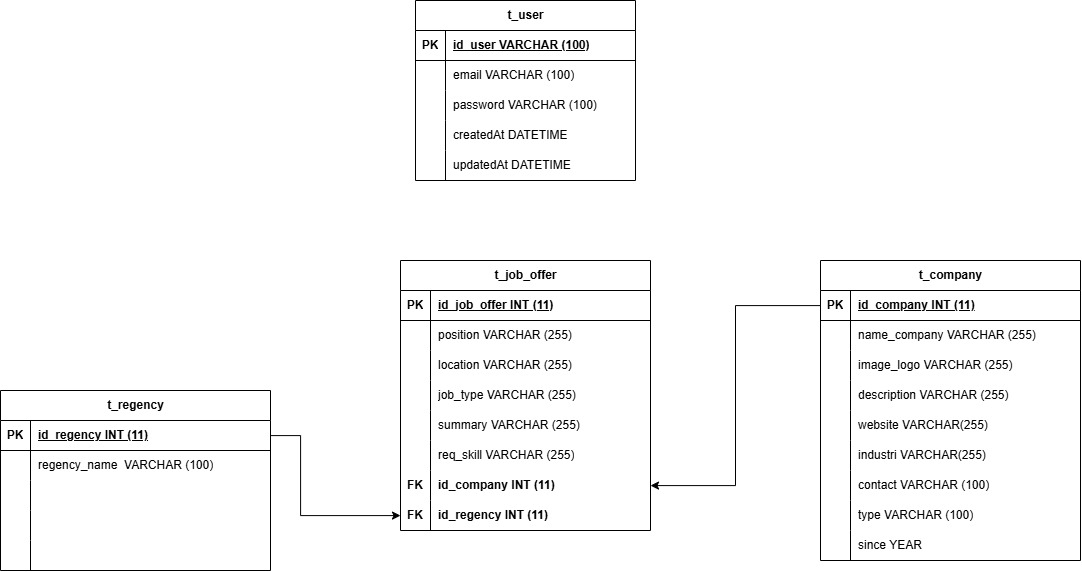 t_user
PK id_user VARCHAR (100)
email VARCHAR (100)
password VARCHAR (100)
createdAt DATETIME
updatedAt DATETIME
t_job_offer
PK id_job_offer INT (11)
position VARCHAR (255)
location VARCHAR (255)
job_type VARCHAR (255)
summary VARCHAR (255)
req_skill VARCHAR (255)
FK id_company INT (11)
FK id_regency INT (11)
t_company
PK id_company INT (11)
name_company VARCHAR (255)
image_logo VARCHAR (255)
description VARCHAR (255)
website VARCHAR(255)
industri VARCHAR(255)
contact VARCHAR (100)
type VARCHAR (100)
since YEAR
t_regency
PK id_regency INT (11)
regency_name VARCHAR (100)